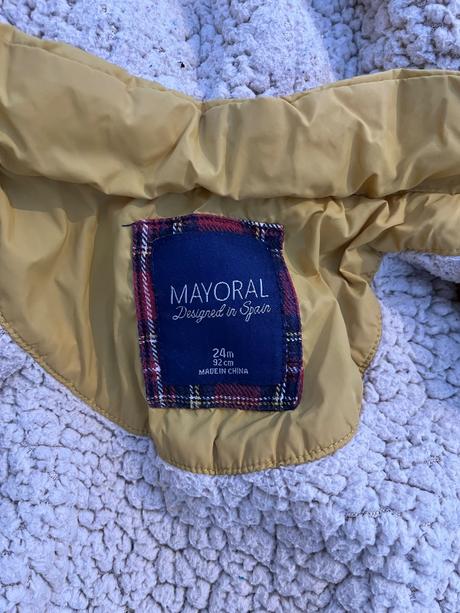 MAYORAL
Designed in Spain
24m
92cm
MADE IN CHINA